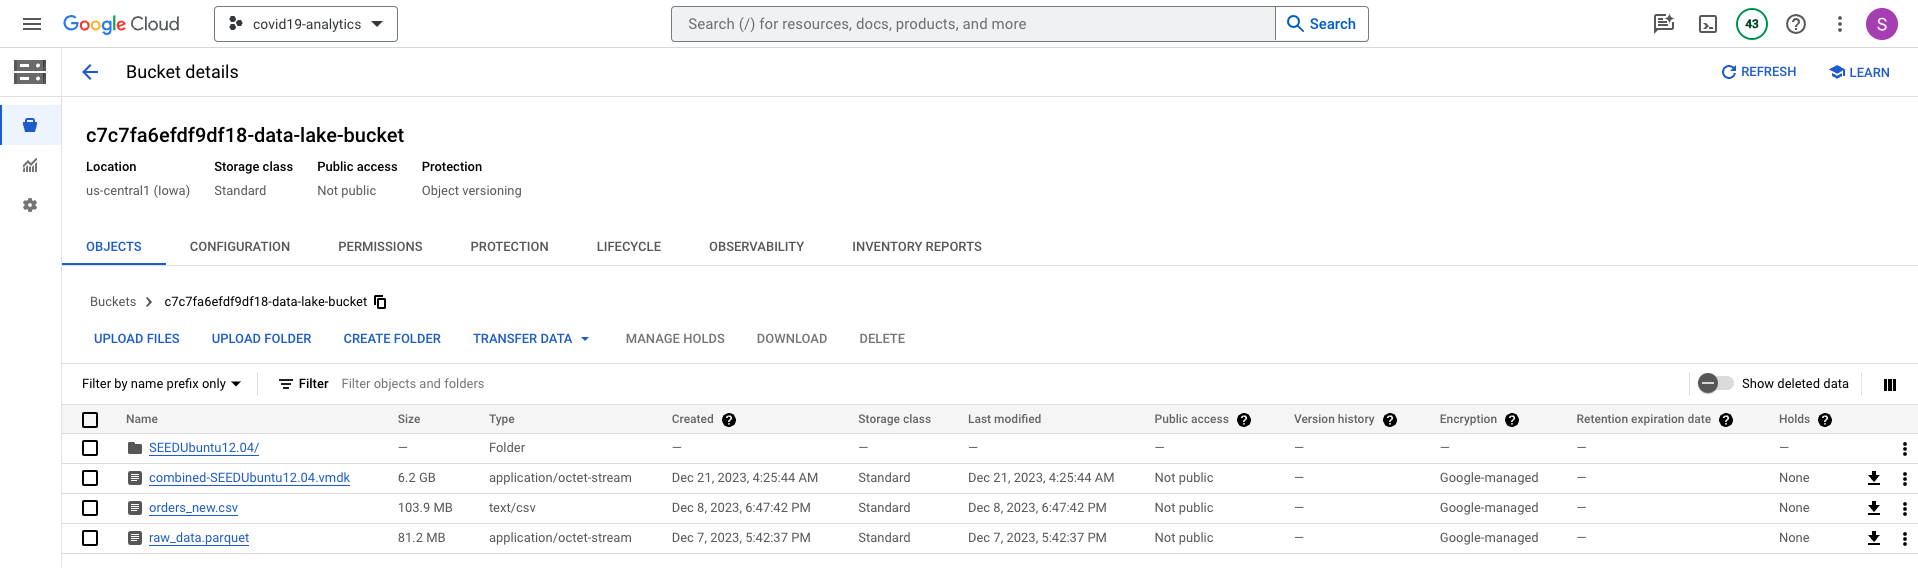 Google Cloud
covid19-analytics
Search (/) for resources, docs, products, and more
Search
43
S
Bucket details
REFRESH
LEARN
c7c7fa6efdf9df18-data-lake-bucket
Location Storage class Public access Protection
us-central1 (Iowa) Standard Not public Object versioning
OBJECTS CONFIGURATION PERMISSIONS PROTECTION LIFECYCLE OBSERVABILITY INVENTORY REPORTS
Buckets > c7c7fa6efdf9df18-data-lake-bucket
UPLOAD FILES UPLOAD FOLDER CREATE FOLDER TRANSFER DATA MANAGE HOLDS DOWNLOAD DELETE
Filter by name prefix only Filter Filter objects and folders Show deleted data
Name Size Type Created ? Storage class Last modified Public access ? Version history ? Encryption ? Retention expiration date ? Holds ?
SEEDUbuntu12.04/ — Folder — — — — — — — —
combined-SEEDUbuntu12.04.vmdk 6.2 GB application/octet-stream Dec 21, 2023, 4:25:44 AM Standard Dec 21, 2023, 4:25:44 AM Not public — Google-managed — None
orders_new.csv 103.9 MB text/csv Dec 8, 2023, 6:47:42 PM Standard Dec 8, 2023, 6:47:42 PM Not public — Google-managed — None
raw_data.parquet 81.2 MB application/octet-stream Dec 7, 2023, 5:42:37 PM Standard Dec 7, 2023, 5:42:37 PM Not public — Google-managed — None